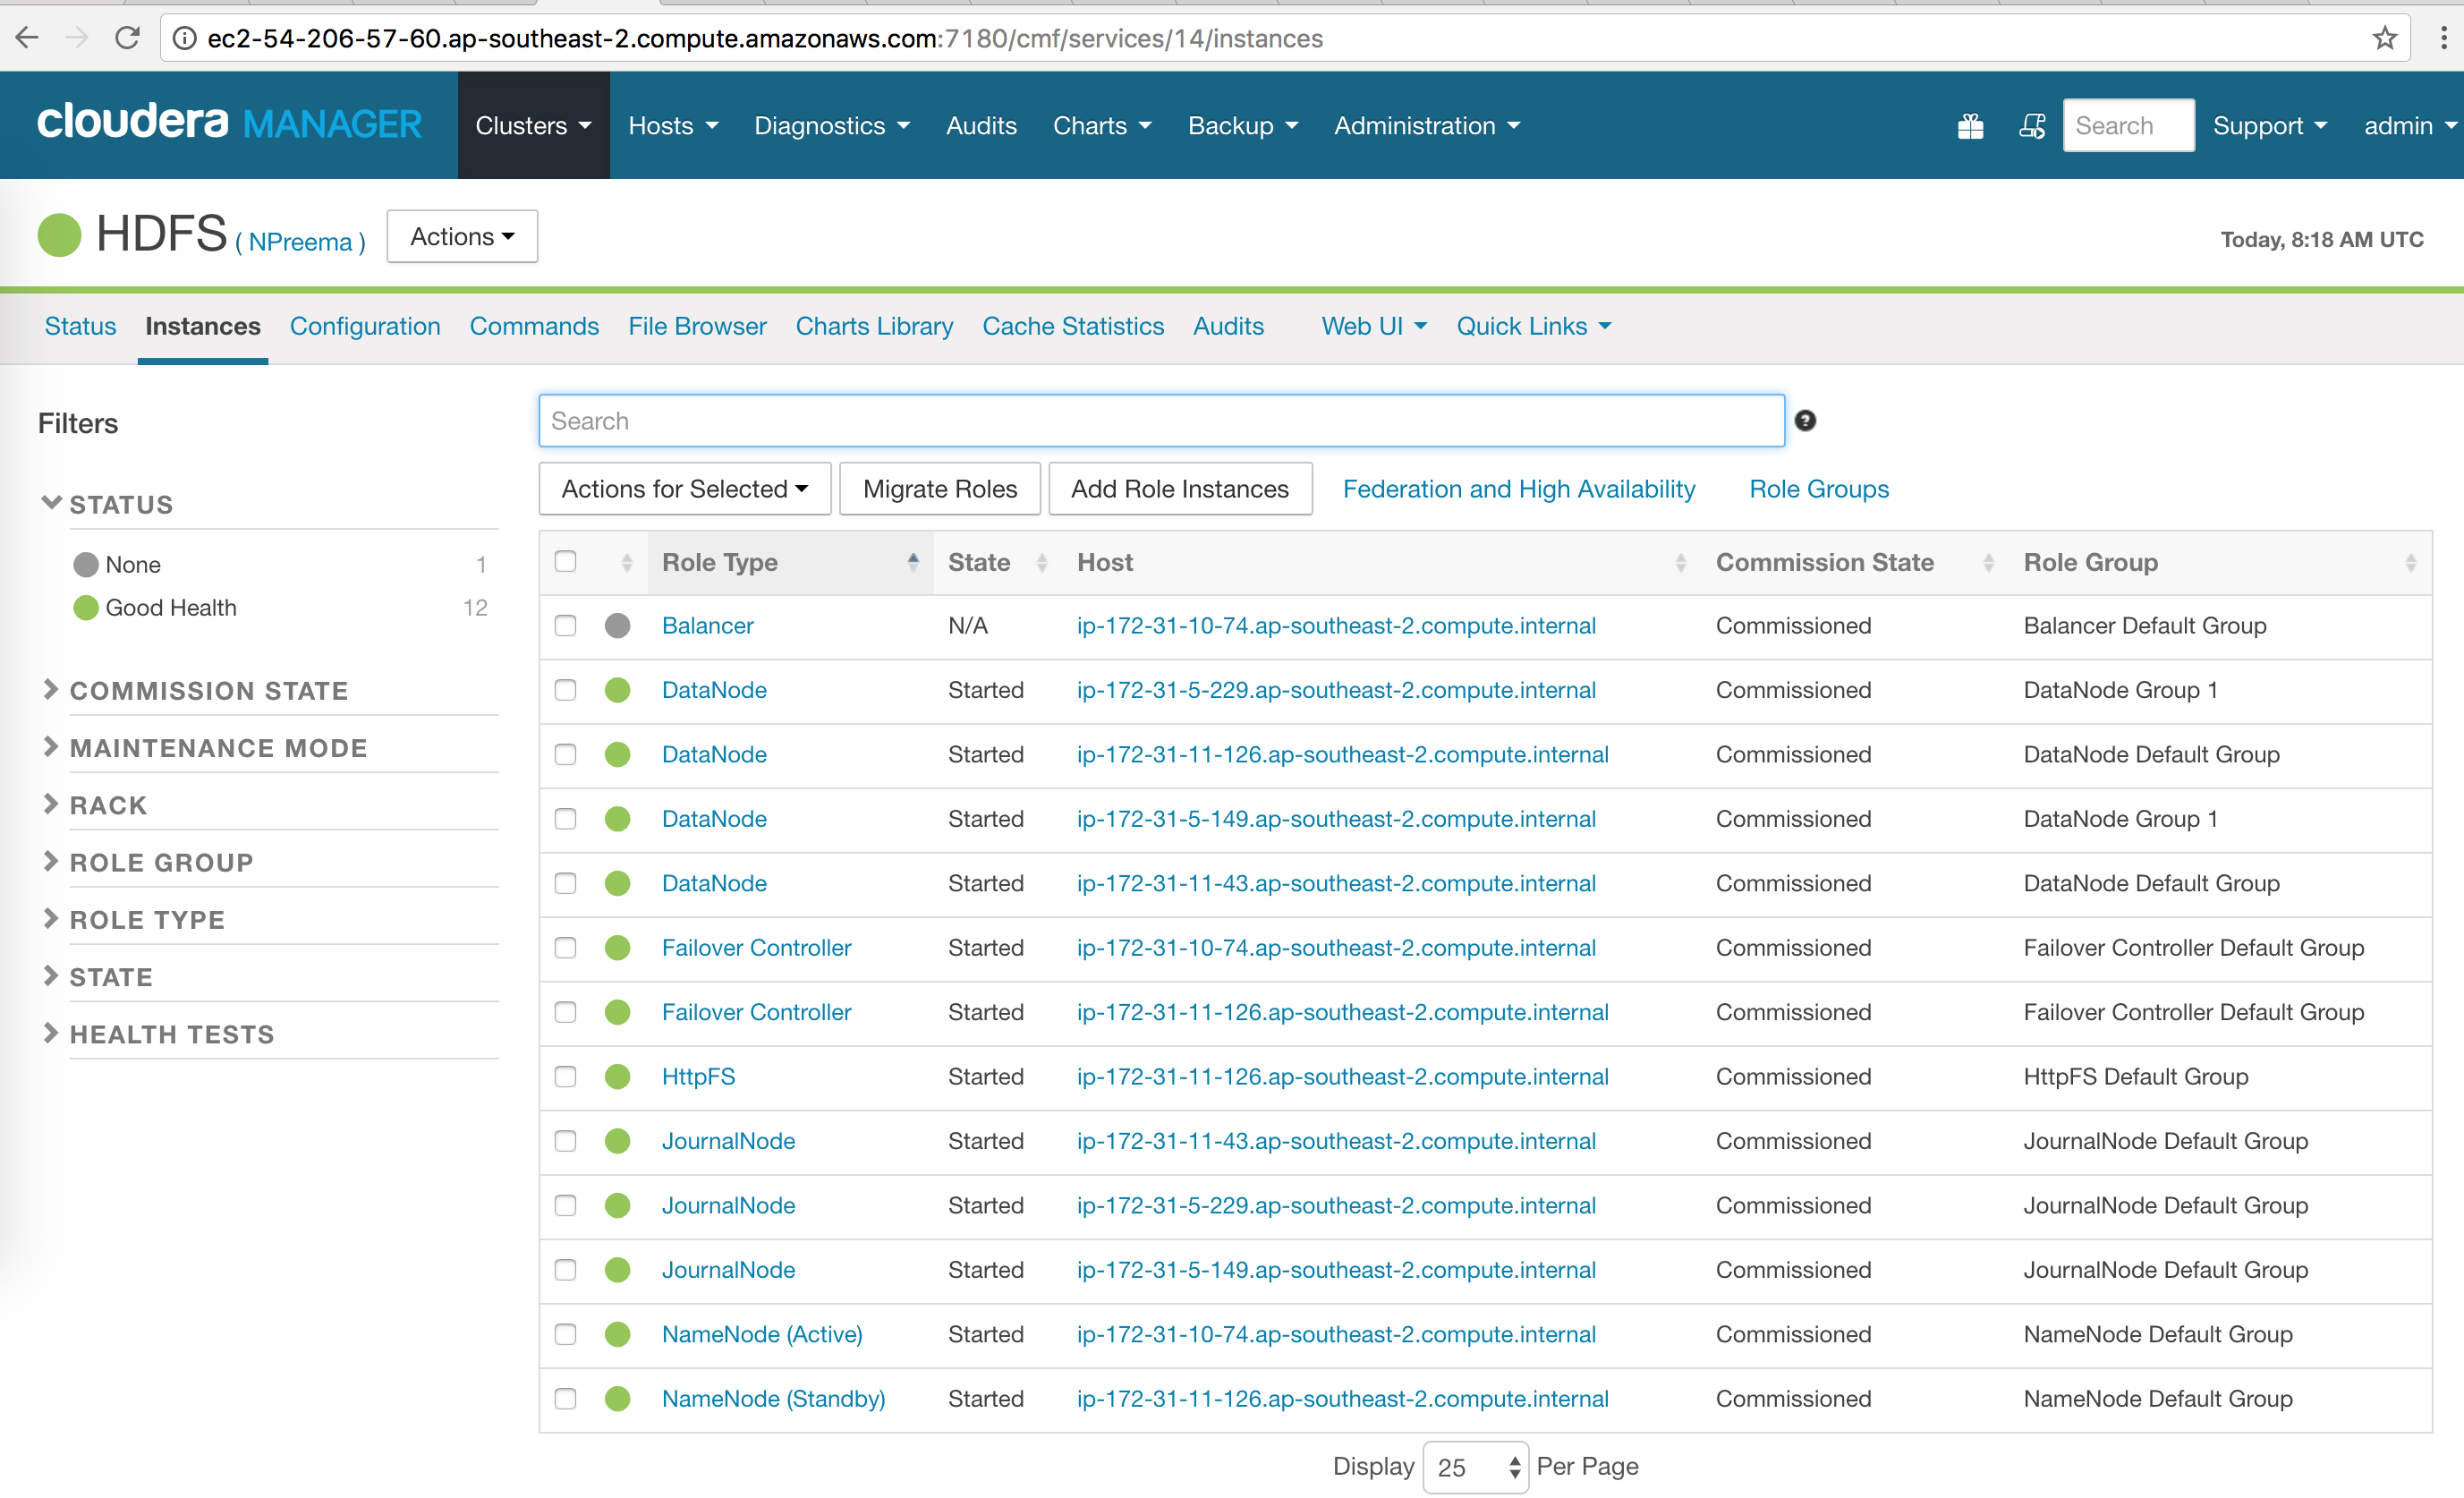 ec2-54-206-57-60.ap-southeast-2.compute.amazonaws.com:7180/cmf/services/14/instances
cloudera MANAGER Clusters Hosts Diagnostics Audits Charts Backup Administration Search Support admin
HDFS ( NPreema ) Actions Today, 8:18 AM UTC
Status Instances Configuration Commands File Browser Charts Library Cache Statistics Audits Web UI Quick Links
Filters
STATUS
None 1
Good Health 12
COMMISSION STATE
MAINTENANCE MODE
RACK
ROLE GROUP
ROLE TYPE
STATE
HEALTH TESTS
Search ?
Actions for Selected Migrate Roles Add Role Instances Federation and High Availability Role Groups
Role Type State Host Commission State Role Group
Balancer N/A ip-172-31-10-74.ap-southeast-2.compute.internal Commissioned Balancer Default Group
DataNode Started ip-172-31-5-229.ap-southeast-2.compute.internal Commissioned DataNode Group 1
DataNode Started ip-172-31-11-126.ap-southeast-2.compute.internal Commissioned DataNode Default Group
DataNode Started ip-172-31-5-149.ap-southeast-2.compute.internal Commissioned DataNode Group 1
DataNode Started ip-172-31-11-43.ap-southeast-2.compute.internal Commissioned DataNode Default Group
Failover Controller Started ip-172-31-10-74.ap-southeast-2.compute.internal Commissioned Failover Controller Default Group
Failover Controller Started ip-172-31-11-126.ap-southeast-2.compute.internal Commissioned Failover Controller Default Group
HttpFS Started ip-172-31-11-126.ap-southeast-2.compute.internal Commissioned HttpFS Default Group
JournalNode Started ip-172-31-11-43.ap-southeast-2.compute.internal Commissioned JournalNode Default Group
JournalNode Started ip-172-31-5-229.ap-southeast-2.compute.internal Commissioned JournalNode Default Group
JournalNode Started ip-172-31-5-149.ap-southeast-2.compute.internal Commissioned JournalNode Default Group
NameNode (Active) Started ip-172-31-10-74.ap-southeast-2.compute.internal Commissioned NameNode Default Group
NameNode (Standby) Started ip-172-31-11-126.ap-southeast-2.compute.internal Commissioned NameNode Default Group
Display 25 Per Page